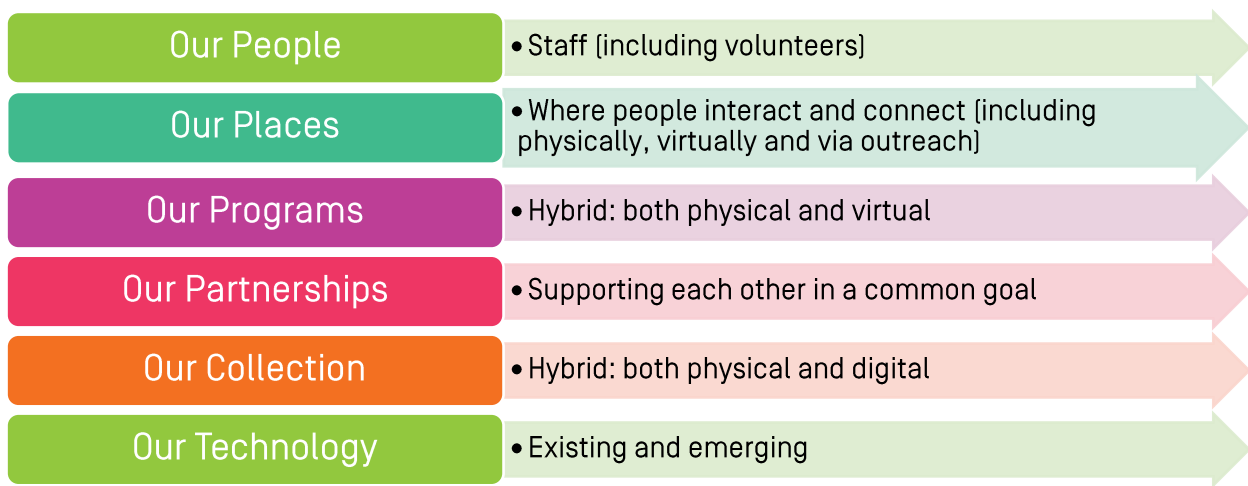 Our People
• Staff (including volunteers)
Our Places
• Where people interact and connect (including
physically, virtually and via outreach)
Our Programs
• Hybrid: both physical and virtual
Our Partnerships
• Supporting each other in a common goal
Our Collection
• Hybrid: both physical and digital
Our Technology
• Existing and emerging